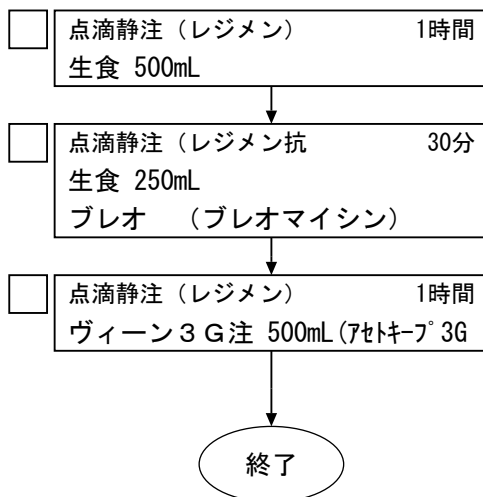 点滴静注（レジメン） 1時間
生食 500mL
点滴静注（レジメン抗 30分
生食 250mL
ブレオ （ブレオマイシン）
点滴静注（レジメン） 1時間
ヴィーン３Ｇ注 500mL(ｱｾﾄｷｰﾌﾟ3G
終了